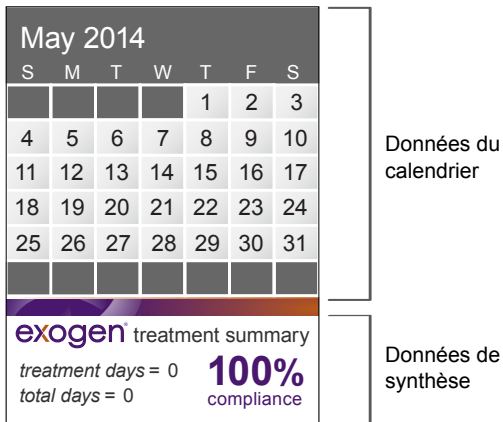 May 2014
S M T W T F S
1 2 3
4 5 6 7 8 9 10
11 12 13 14 15 16 17
18 19 20 21 22 23 24
25 26 27 28 29 30 31
Données du
calendrier
exogen® treatment summary
treatment days = 0
total days = 0
100%
compliance
Données de
synthèse